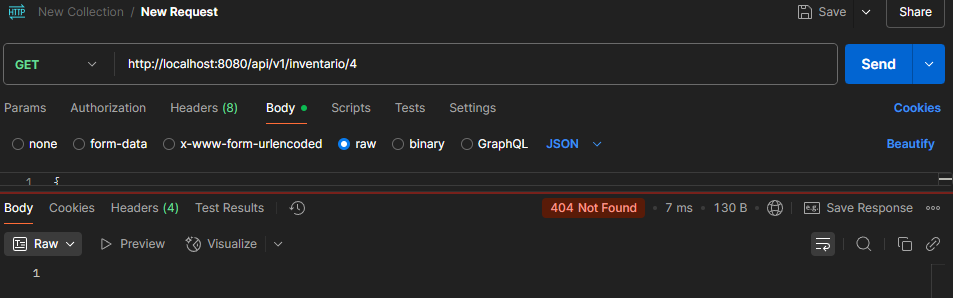 HTTP New Collection / New Request Save Share
GET http://localhost:8080/api/v1/inventario/4 Send
Params Authorization Headers (8) Body Scripts Tests Settings Cookies
none form-data x-www-form-urlencoded raw binary GraphQL JSON Beautify
1 {
Body Cookies Headers (4) Test Results 404 Not Found • 7 ms • 130 B e.g. Save Response
Raw Preview Visualize
1